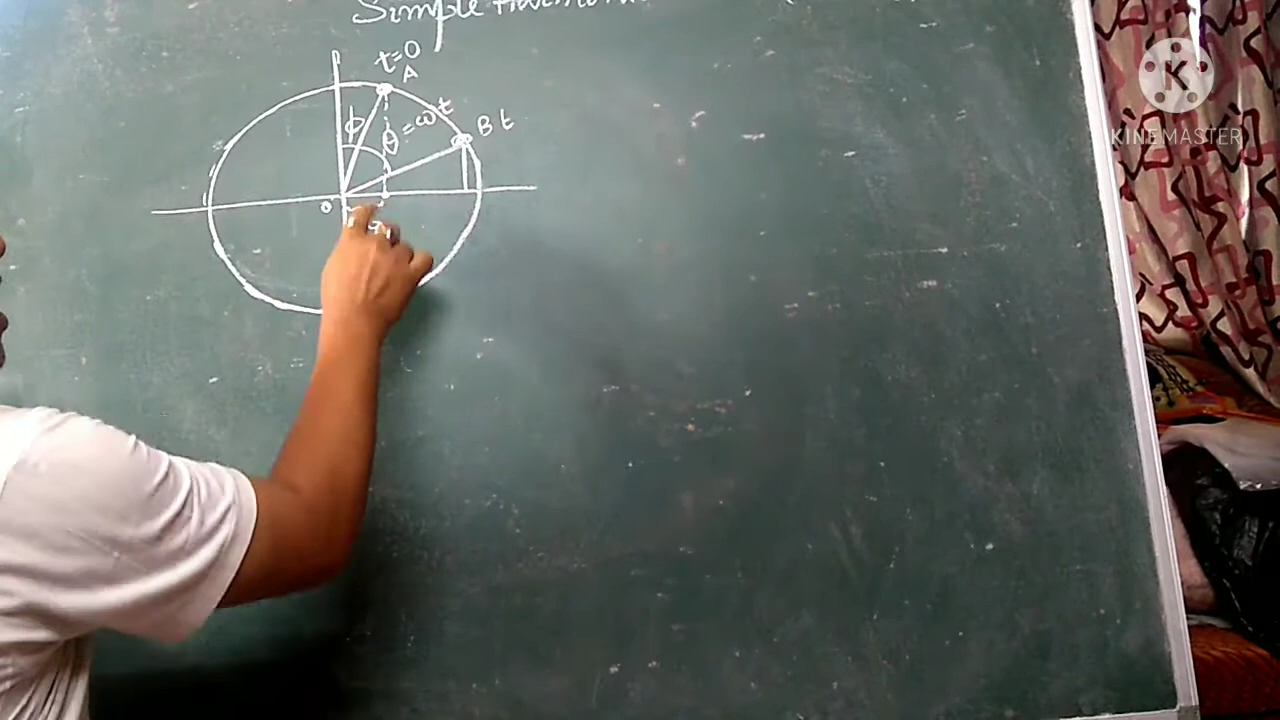 Simple
t=0
A
ϕ
θ=ωt
B t
O
K
KINEMASTER